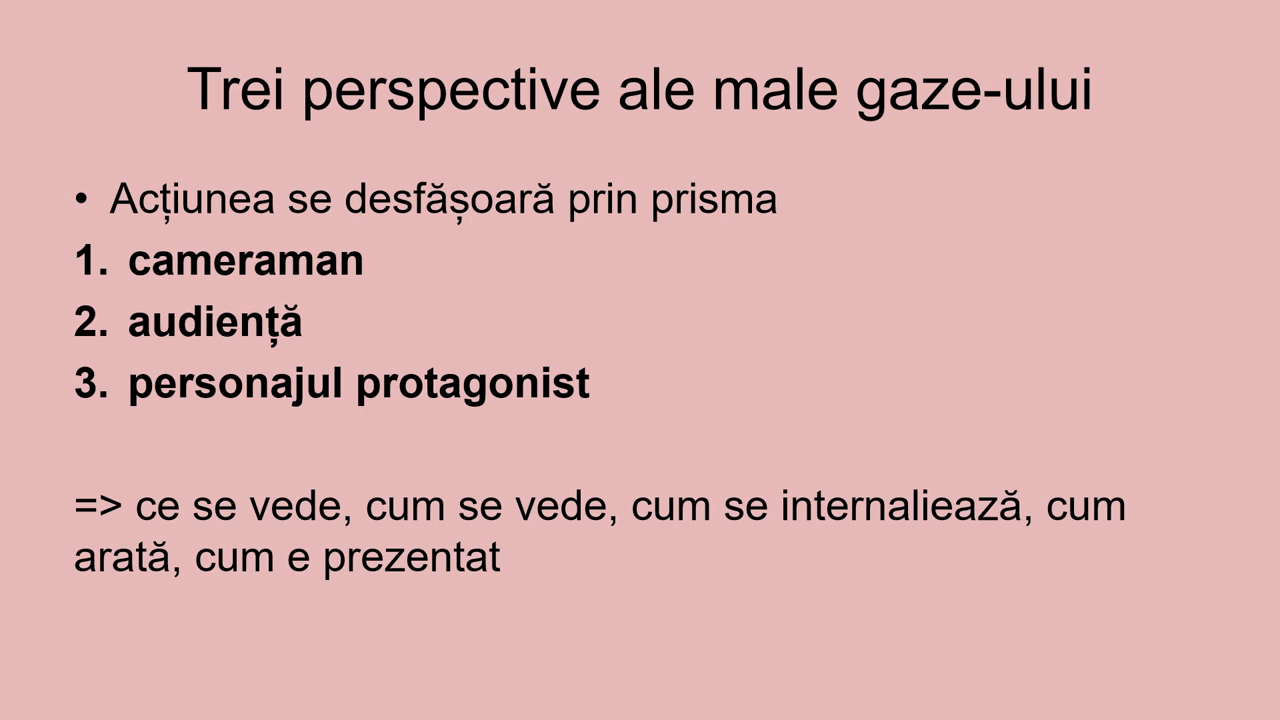 Trei perspective ale male gaze-ului
• Acțiunea se desfășoară prin prisma
1. cameraman
2. audiență
3. personajul protagonist
=> ce se vede, cum se vede, cum se internaliează, cum
arată, cum e prezentat